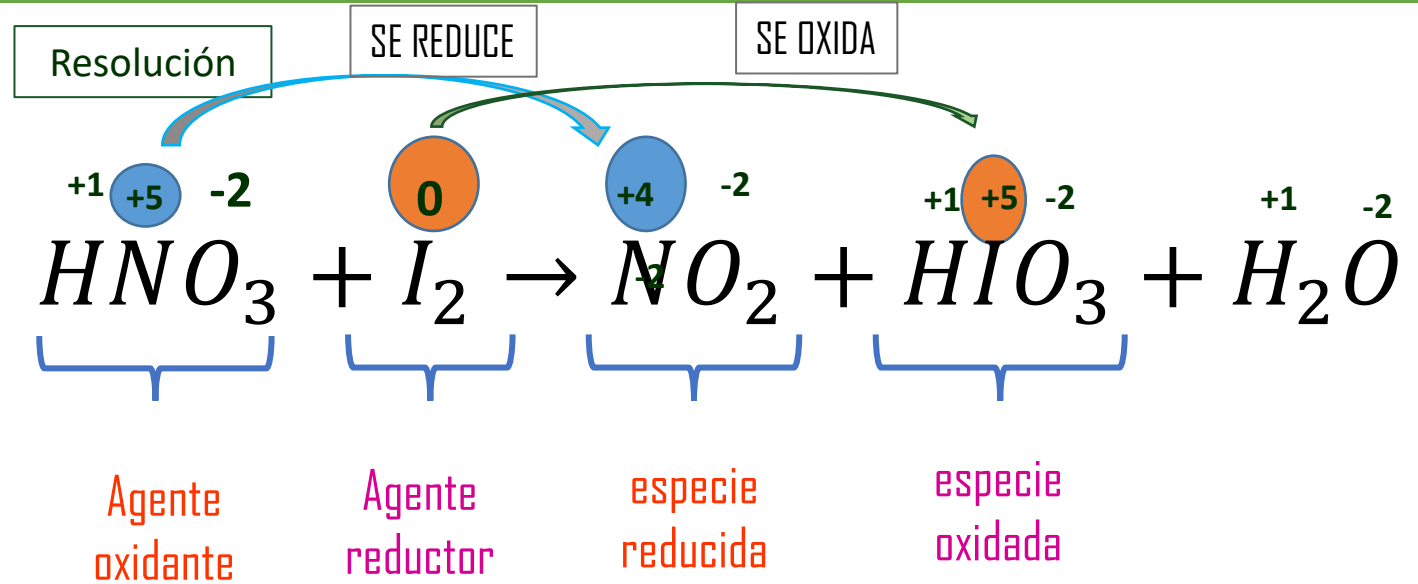 Resolución
SE REDUCE
SE OXIDA
+1 +5 -2 0 +4 -2 +1 +5 -2 +1 -2
HNO₃ + I₂ → NO₂ + HIO₃ + H₂O
-2
Agente
oxidante
Agente
reductor
especie
reducida
especie
oxidada